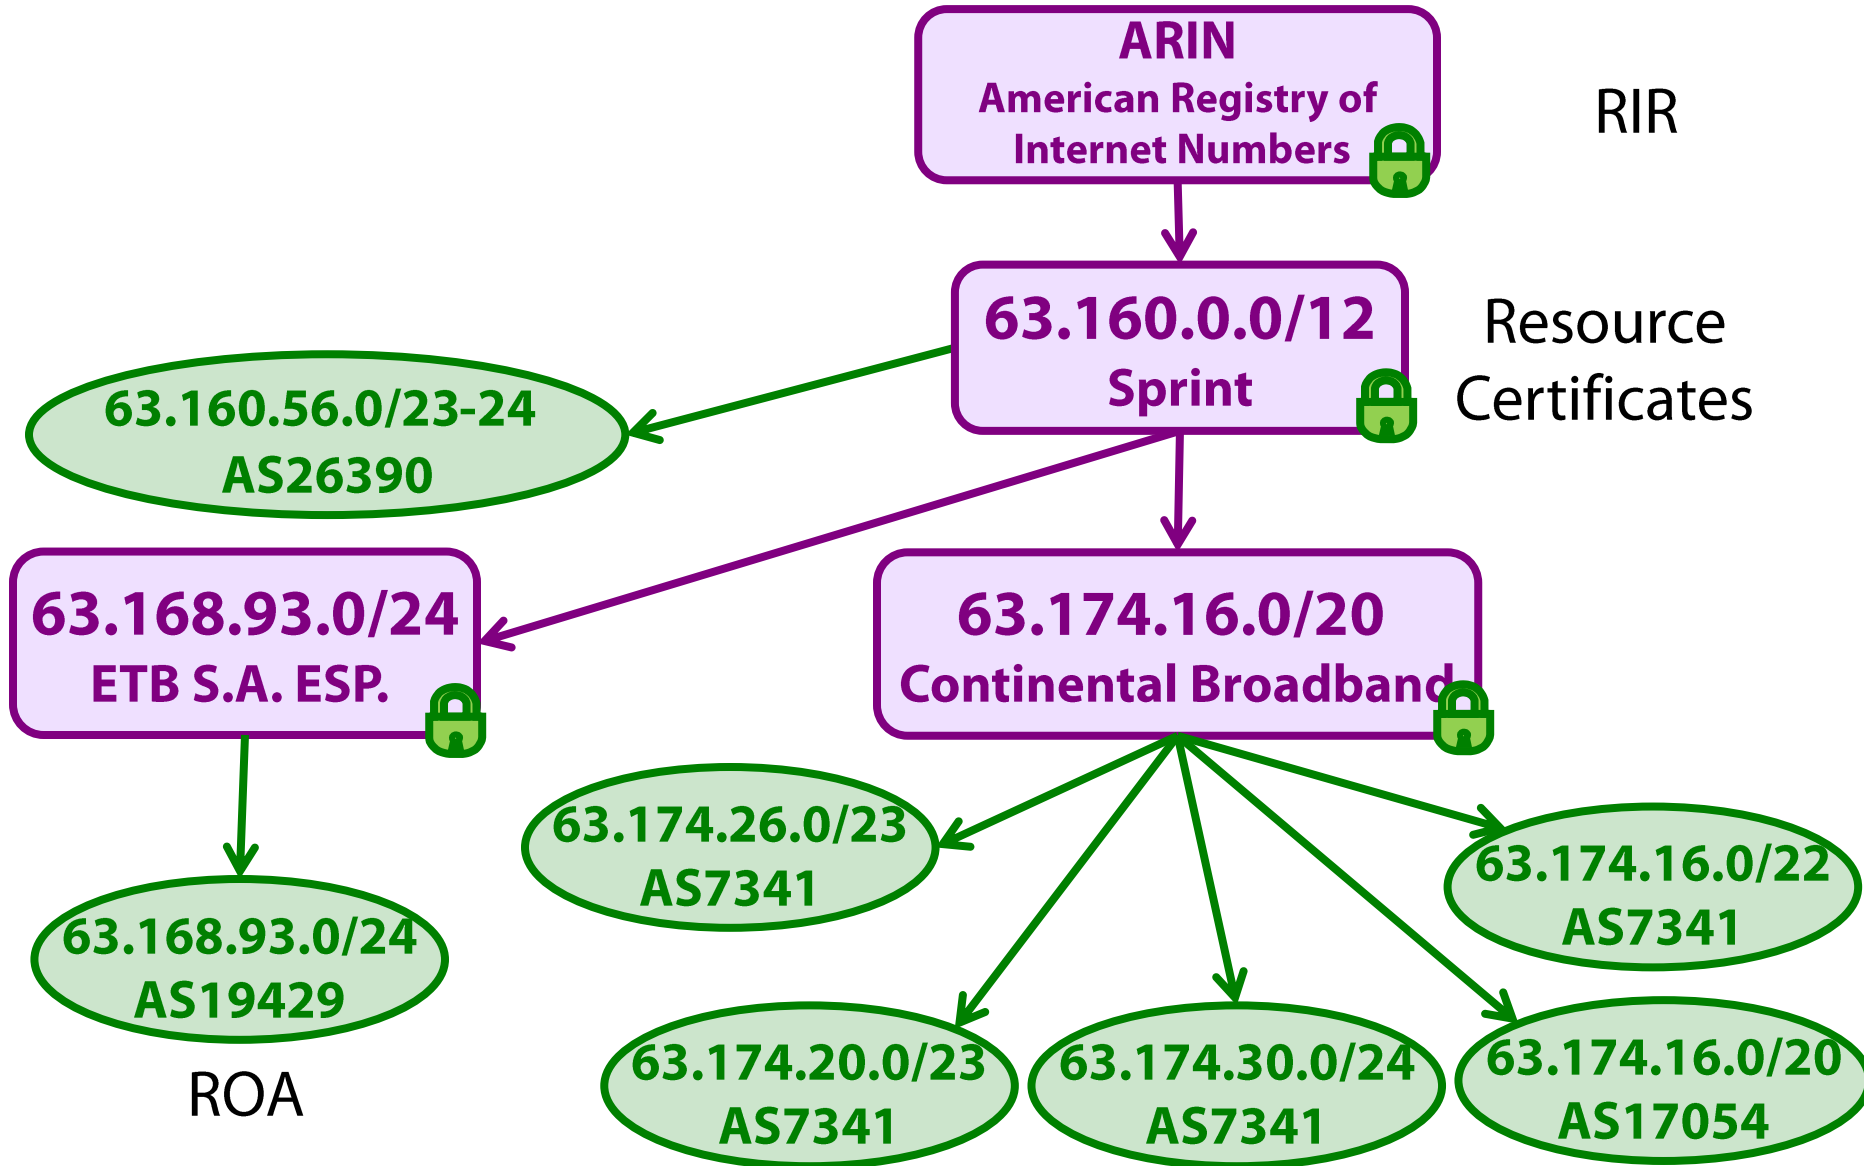 ARIN
American Registry of
Internet Numbers
RIR
63.160.0.0/12
Sprint
Resource
Certificates
63.160.56.0/23-24
AS26390
63.168.93.0/24
ETB S.A. ESP.
63.174.16.0/20
Continental Broadband
63.174.26.0/23
AS7341
63.174.16.0/22
AS7341
63.168.93.0/24
AS19429
ROA
63.174.20.0/23
AS7341
63.174.30.0/24
AS7341
63.174.16.0/20
AS17054